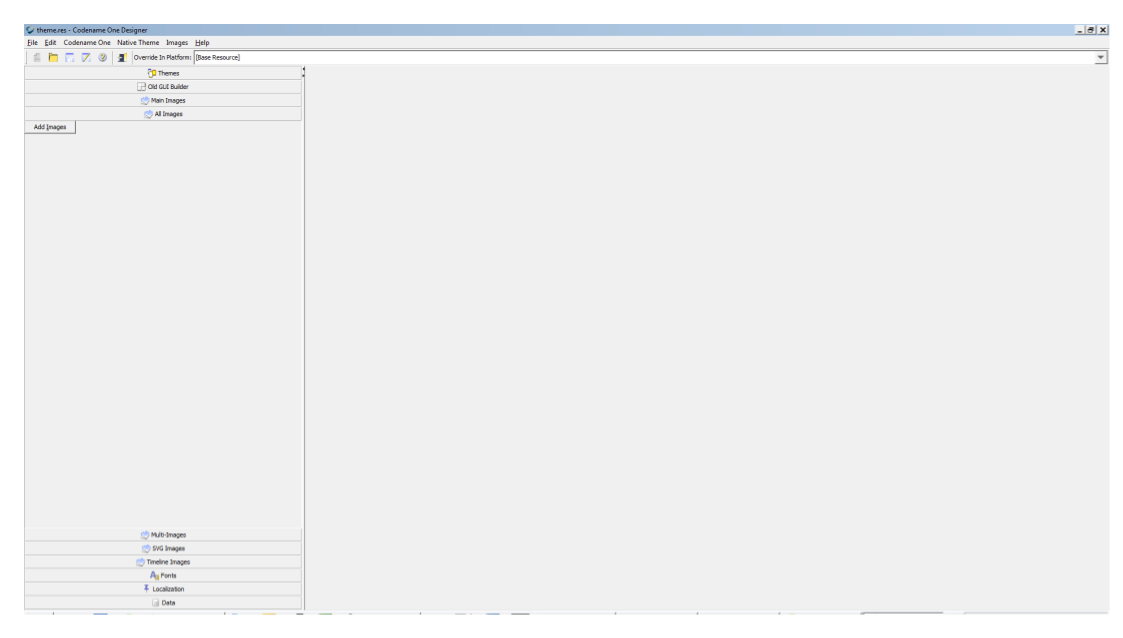 theme.res - Codename One Designer
File Edit Codename One Native Theme Images Help
Override In Platform: [Base Resource]
Themes
Old GUI Builder
Main Images
All Images
Add Images
Multi-Images
SVG Images
Timeline Images
Fonts
Localization
Data